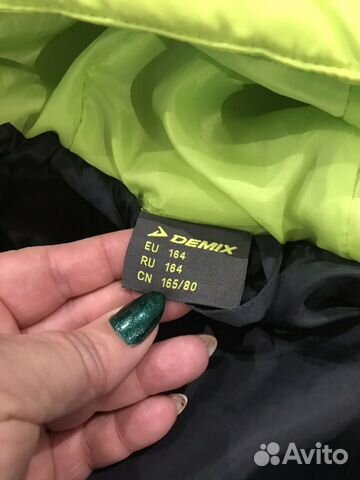 DEMIX
EU 164
RU 164
CN 165/80
Avito